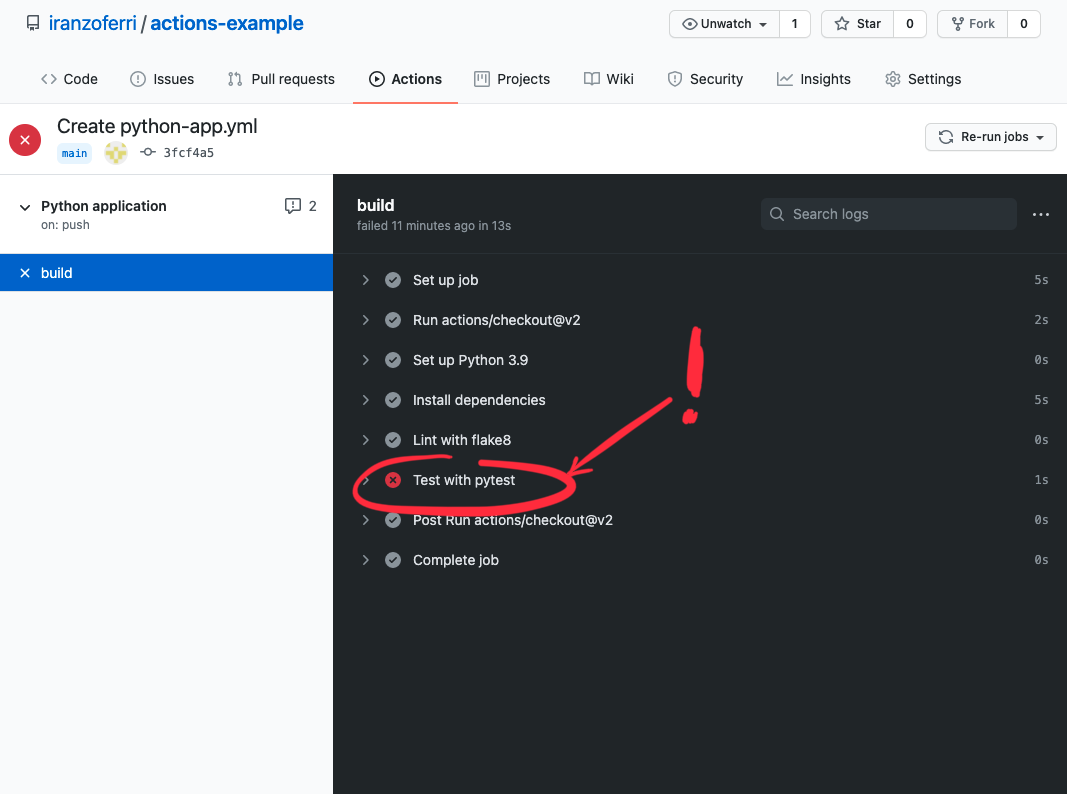 iranzoferri / actions-example
Unwatch 1 Star 0 Fork 0
Code Issues Pull requests Actions Projects Wiki Security Insights Settings
Create python-app.yml
main 3fcf4a5
Re-run jobs
Python application 2
on: push
build
build
failed 11 minutes ago in 13s
Search logs
Set up job 5s
Run actions/checkout@v2 2s
Set up Python 3.9 0s
Install dependencies 5s
Lint with flake8 0s
Test with pytest 1s
Post Run actions/checkout@v2 0s
Complete job 0s
!